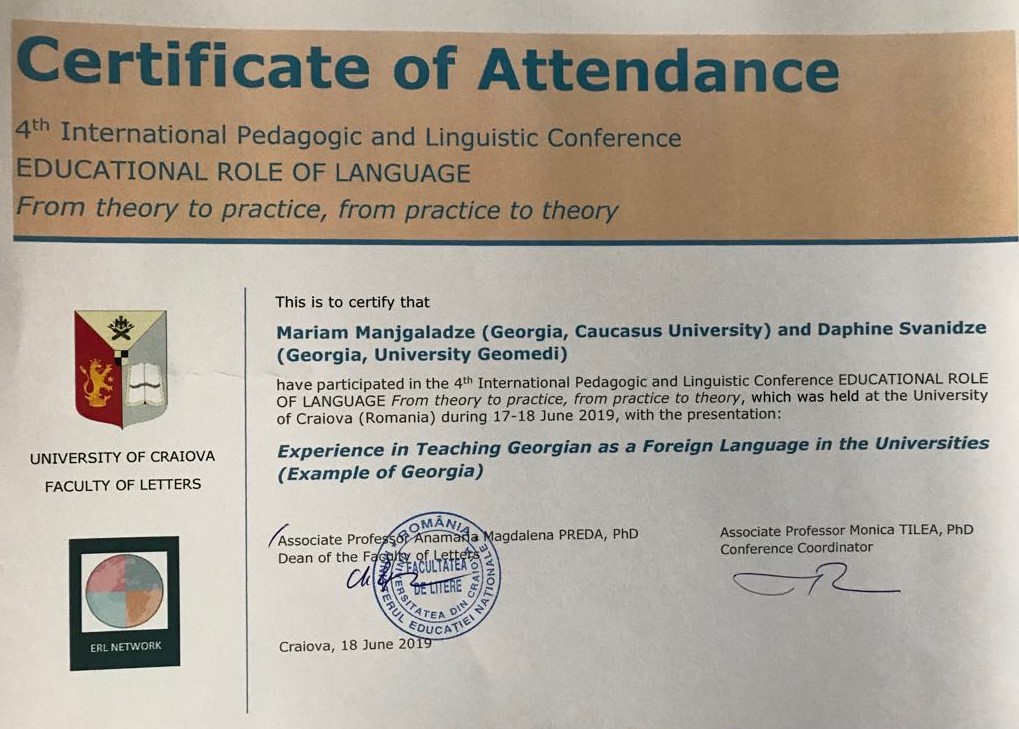 Certificate of Attendance
4th International Pedagogic and Linguistic Conference
EDUCATIONAL ROLE OF LANGUAGE
From theory to practice, from practice to theory
This is to certify that
Mariam Manjgaladze (Georgia, Caucasus University) and Daphine Svanidze
(Georgia, University Geomedi)
have participated in the 4th International Pedagogic and Linguistic Conference EDUCATIONAL ROLE
OF LANGUAGE From theory to practice, from practice to theory, which was held at the University
of Craiova (Romania) during 17-18 June 2019, with the presentation:
Experience in Teaching Georgian as a Foreign Language in the Universities
(Example of Georgia)
UNIVERSITY OF CRAIOVA
FACULTY OF LETTERS
ERL NETWORK
Associate Professor Anamaria Magdalena PREDA, PhD
Dean of the Faculty of Letters
Associate Professor Monica TILEA, PhD
Conference Coordinator
ROMÂNIA
EDUCAȚIEI NAȚIONALE
UNIVERSITATEA DIN CRAIOVA
FACULTATEA
DE LITERE
Craiova, 18 June 2019